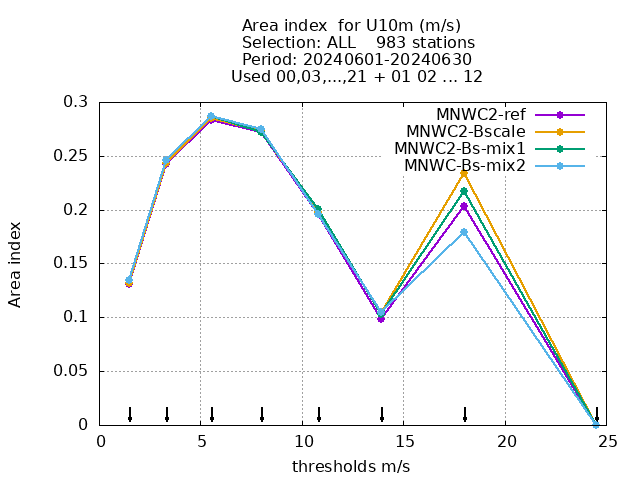 Area index  for U10m (m/s)
Selection: ALL    983 stations
Period: 20240601-20240630
Used 00,03,...,21 + 01 02 ... 12
MNWC2-ref
MNWC2-Bscale
MNWC2-Bs-mix1
MNWC-Bs-mix2
0.3
0.25
0.2
0.15
0.1
0.05
0
Area index
0 5 10 15 20 25
thresholds m/s